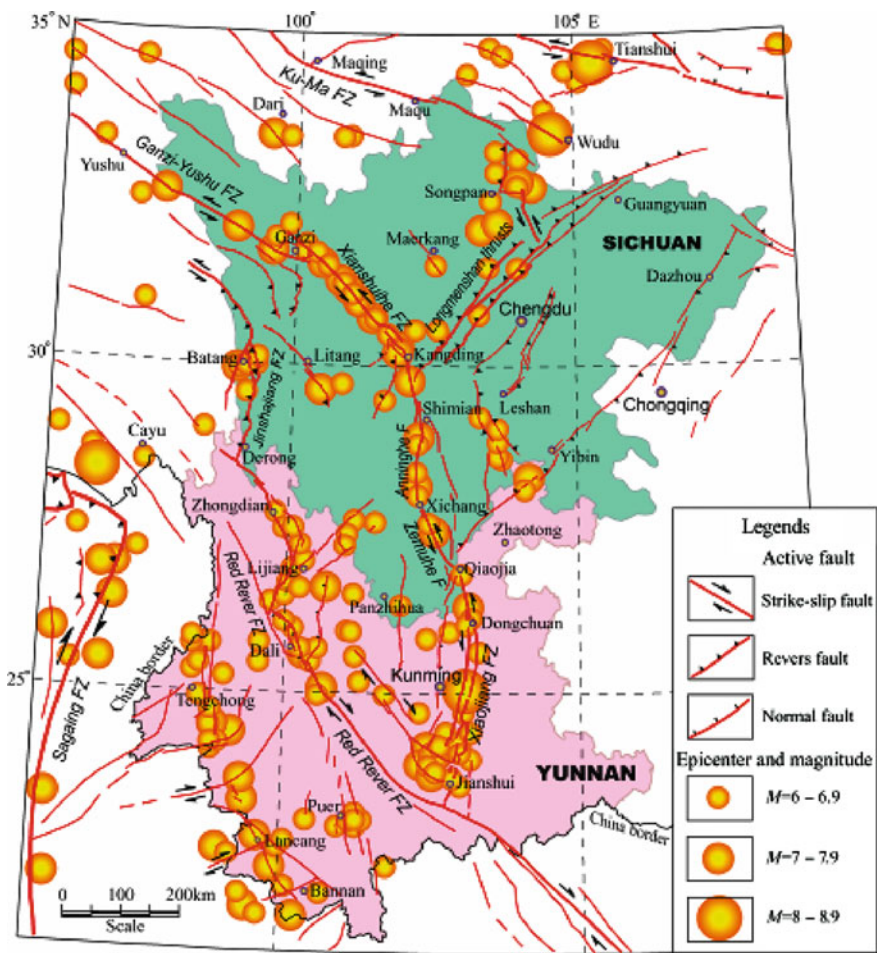 35°N
100°
105°E
Maqing
Tianshui
Ku-Ma FZ
Dari
Maqu
Wudu
Yushu
Ganzi-Yushu FZ
Songpan
Guangyuan
Ganzi
Maerkang
SICHUAN
Xianshuihe FZ
Longmenshan thrusts
Dazhou
Chengdu
30°
Batang
Litang
Kangding
Jinshajiang FZ
Leshan
Chongqing
Shimian
Cayu
Derong
Anninghe F
Yibin
Zhongdian
Xichang
Zemuhe F
Zhaotong
Lijiang
Qiaojia
Red Rever FZ
Panzhihua
Dongchuan
Dali
China border
Kunming
25°
Tengchong
Xiaojiang FZ
Sagaing FZ
Red Rever FZ
YUNNAN
Jianshui
Puer
China border
Lancang
Bannan
0 100 200km
Scale
Legends
Active fault
Strike-slip fault
Revers fault
Normal fault
Epicenter and magnitude
M=6 – 6.9
M=7 – 7.9
M=8 – 8.9